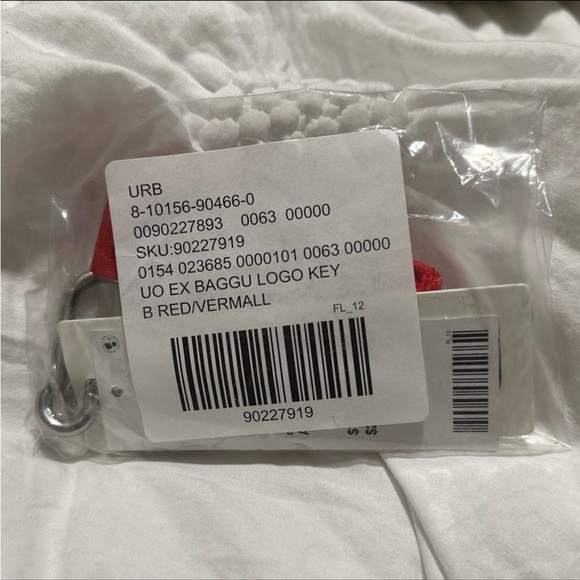 URB
8-10156-90466-0
0090227893 0063 00000
SKU:90227919
0154 023685 0000101 0063 00000
UO EX BAGGU LOGO KEY
B RED/VERMALL
FL_12
90227919